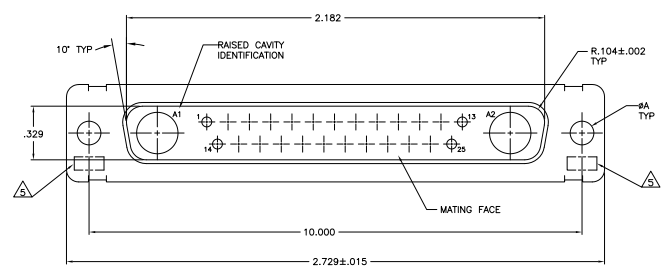 2.182
10° TYP
RAISED CAVITY
IDENTIFICATION
R.104±.002
TYP
A1
A2
1
13
øA
TYP
.329
14
25
5
5
MATING FACE
10.000
2.729±.015